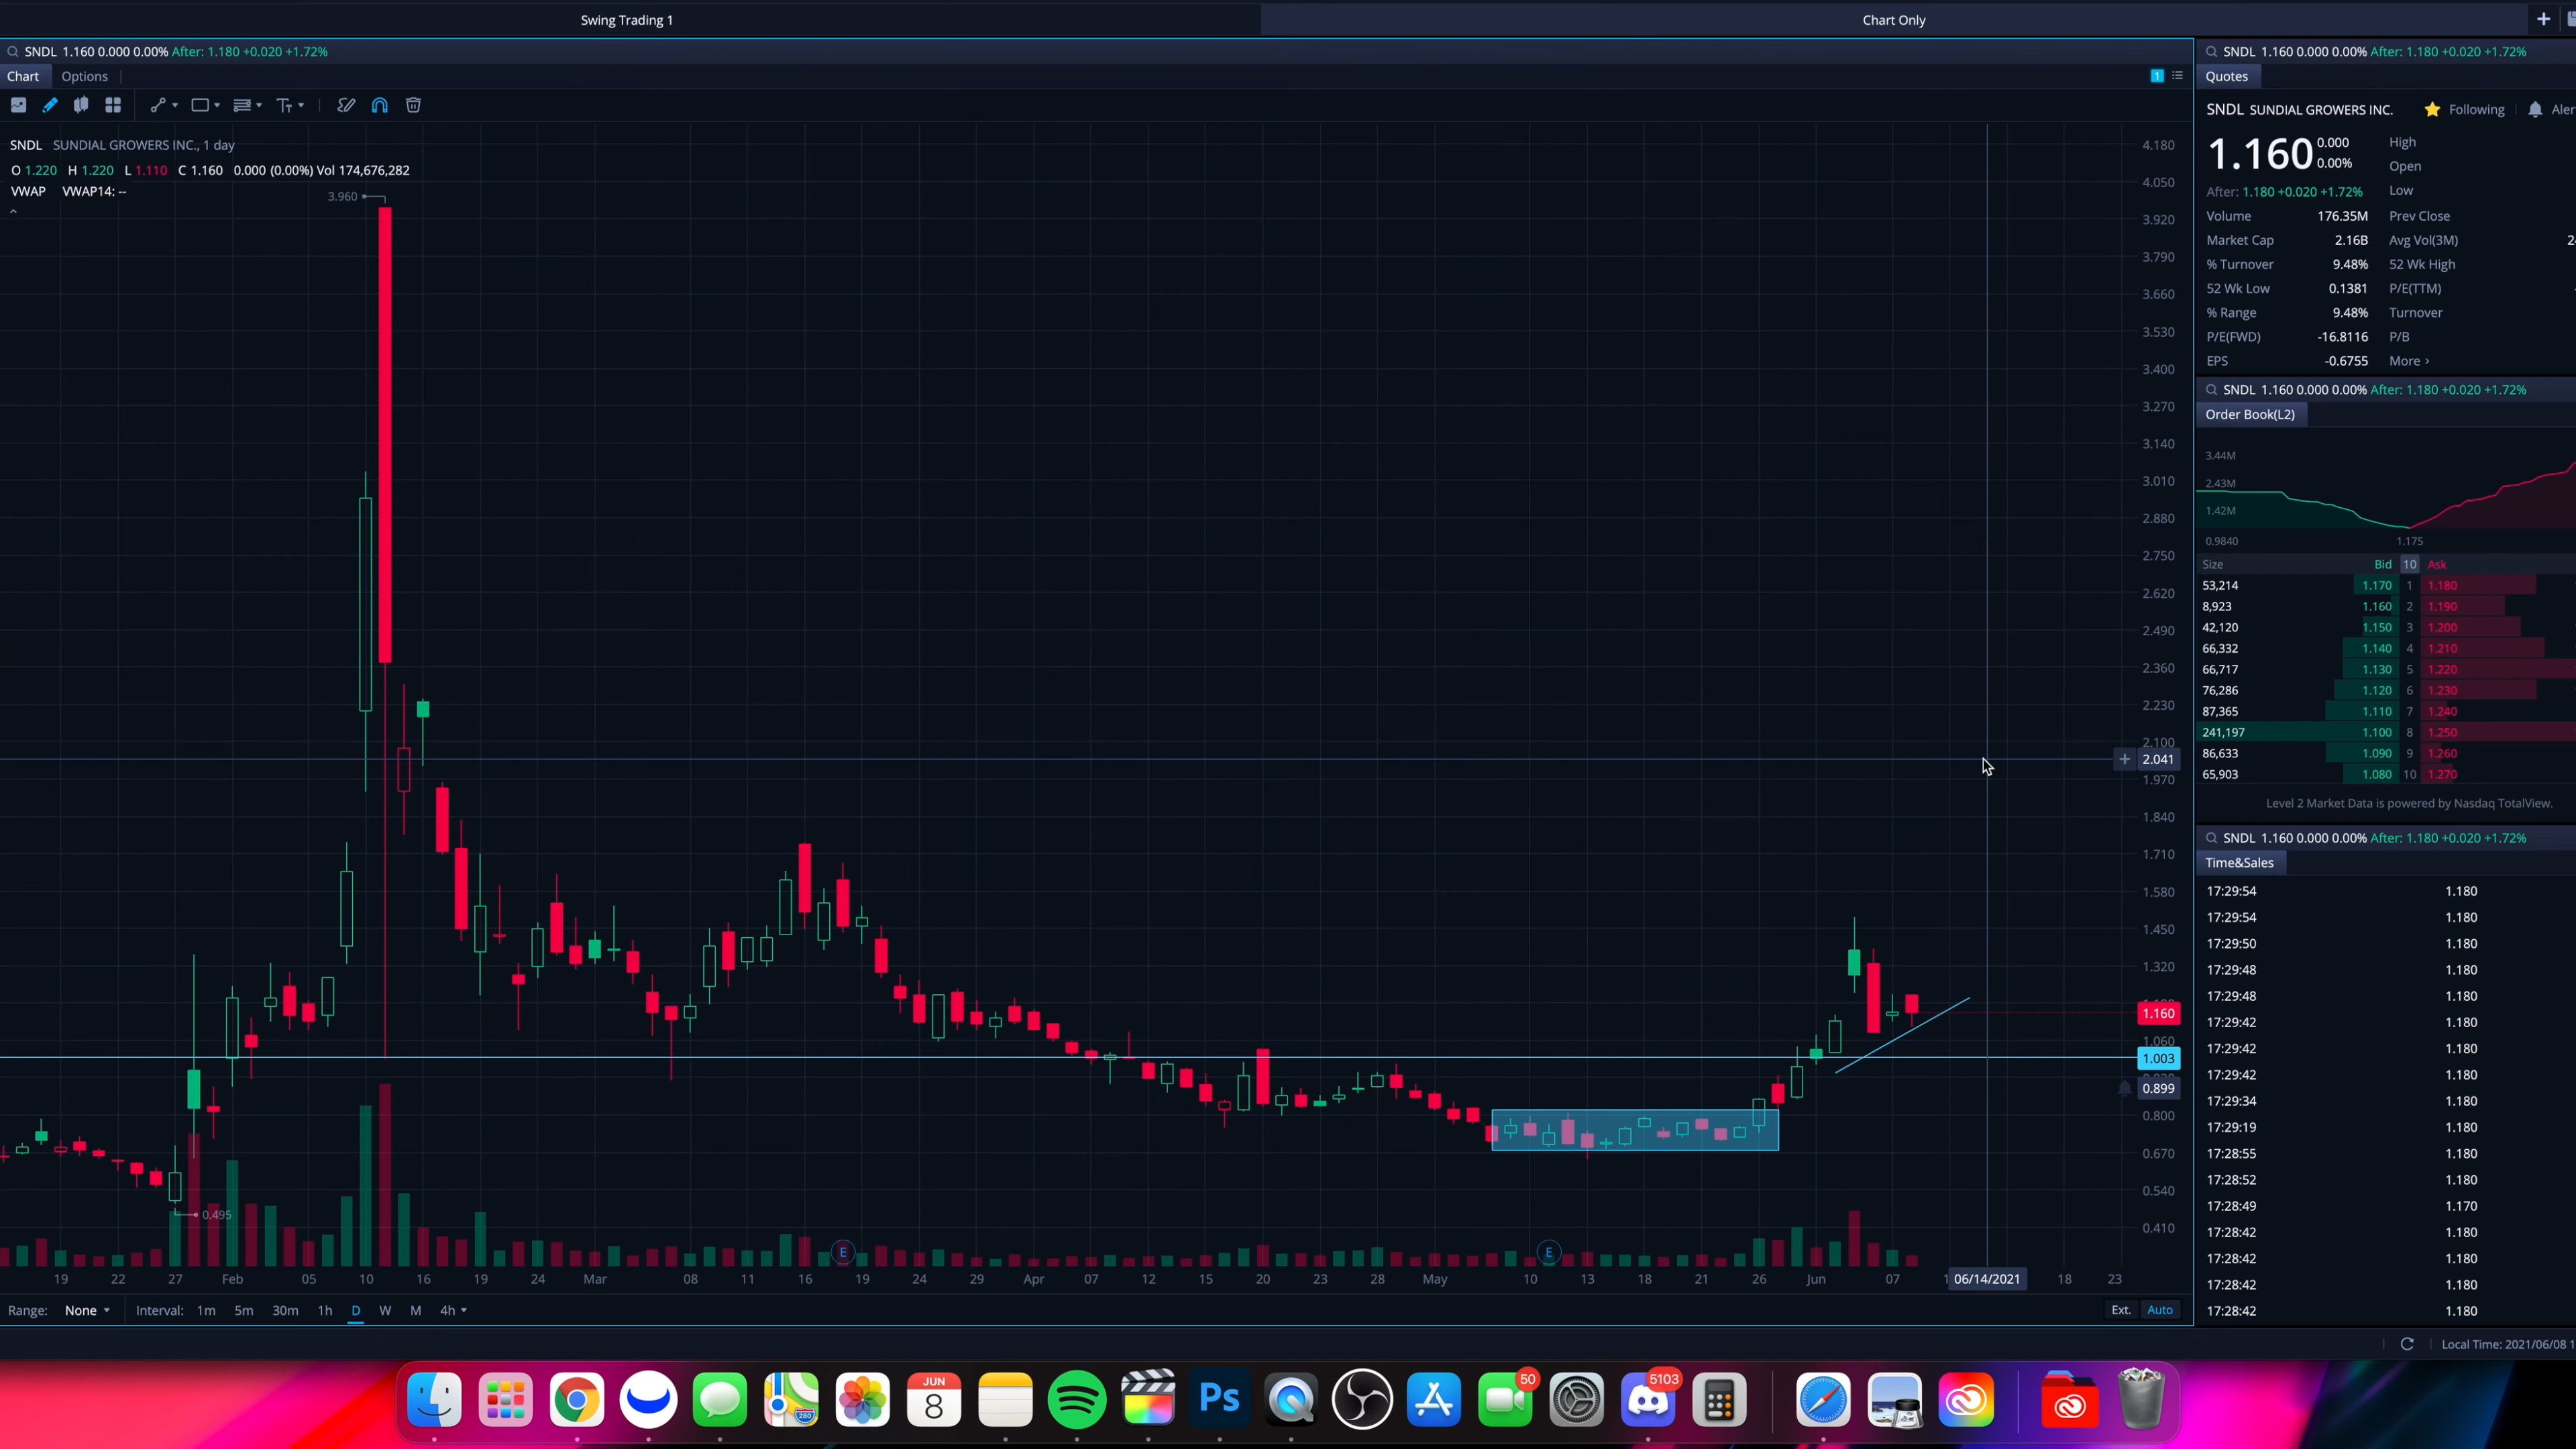 Swing Trading 1
Chart Only
SNDL 1.160 0.000 0.00% After: 1.180 +0.020 +1.72%
Chart Options
1
SNDL SUNDIAL GROWERS INC., 1 day
O 1.220 H 1.220 L 1.110 C 1.160 0.000 (0.00%) Vol 174,676,282
VWAP VWAP14: --
3.960
0.495
4.180
4.050
3.920
3.790
3.660
3.530
3.400
3.270
3.140
3.010
2.880
2.750
2.620
2.490
2.360
2.230
2.100
2.041
1.970
1.840
1.710
1.580
1.450
1.320
1.160
1.060
1.003
0.899
0.800
0.670
0.540
0.410
E
E
19 22 27 Feb 05 10 16 19 24 Mar 08 11 16 19 24 29 Apr 07 12 15 20 23 28 May 10 13 18 21 26 Jun 07 06/14/2021 18 23
Range: None Interval: 1m 5m 30m 1h D W M 4h
Ext. Auto
SNDL 1.160 0.000 0.00% After: 1.180 +0.020 +1.72%
Quotes
SNDL SUNDIAL GROWERS INC. Following
1.160 0.000
0.00%
After: 1.180 +0.020 +1.72%
High
Open
Low
Volume 176.35M Prev Close
Market Cap 2.16B Avg Vol(3M)
% Turnover 9.48% 52 Wk High
52 Wk Low 0.1381 P/E(TTM)
% Range 9.48% Turnover
P/E(FWD) -16.8116 P/B
EPS -0.6755 More ›
SNDL 1.160 0.000 0.00% After: 1.180 +0.020 +1.72%
Order Book(L2)
3.44M
2.43M
1.42M
0.9840 1.175
Size Bid 10 Ask
53,214 1.170 1 1.180
8,923 1.160 2 1.190
42,120 1.150 3 1.200
66,332 1.140 4 1.210
66,717 1.130 5 1.220
76,286 1.120 6 1.230
87,365 1.110 7 1.240
241,197 1.100 8 1.250
86,633 1.090 9 1.260
65,903 1.080 10 1.270
Level 2 Market Data is powered by Nasdaq TotalView.
SNDL 1.160 0.000 0.00% After: 1.180 +0.020 +1.72%
Time&Sales
17:29:54 1.180
17:29:54 1.180
17:29:50 1.180
17:29:48 1.180
17:29:48 1.180
17:29:42 1.180
17:29:42 1.180
17:29:42 1.180
17:29:34 1.180
17:29:19 1.180
17:28:55 1.180
17:28:52 1.180
17:28:49 1.170
17:28:42 1.180
17:28:42 1.180
17:28:42 1.180
17:28:42 1.180
Local Time: 2021/06/08
280
JUN
8
Ps
50
5103